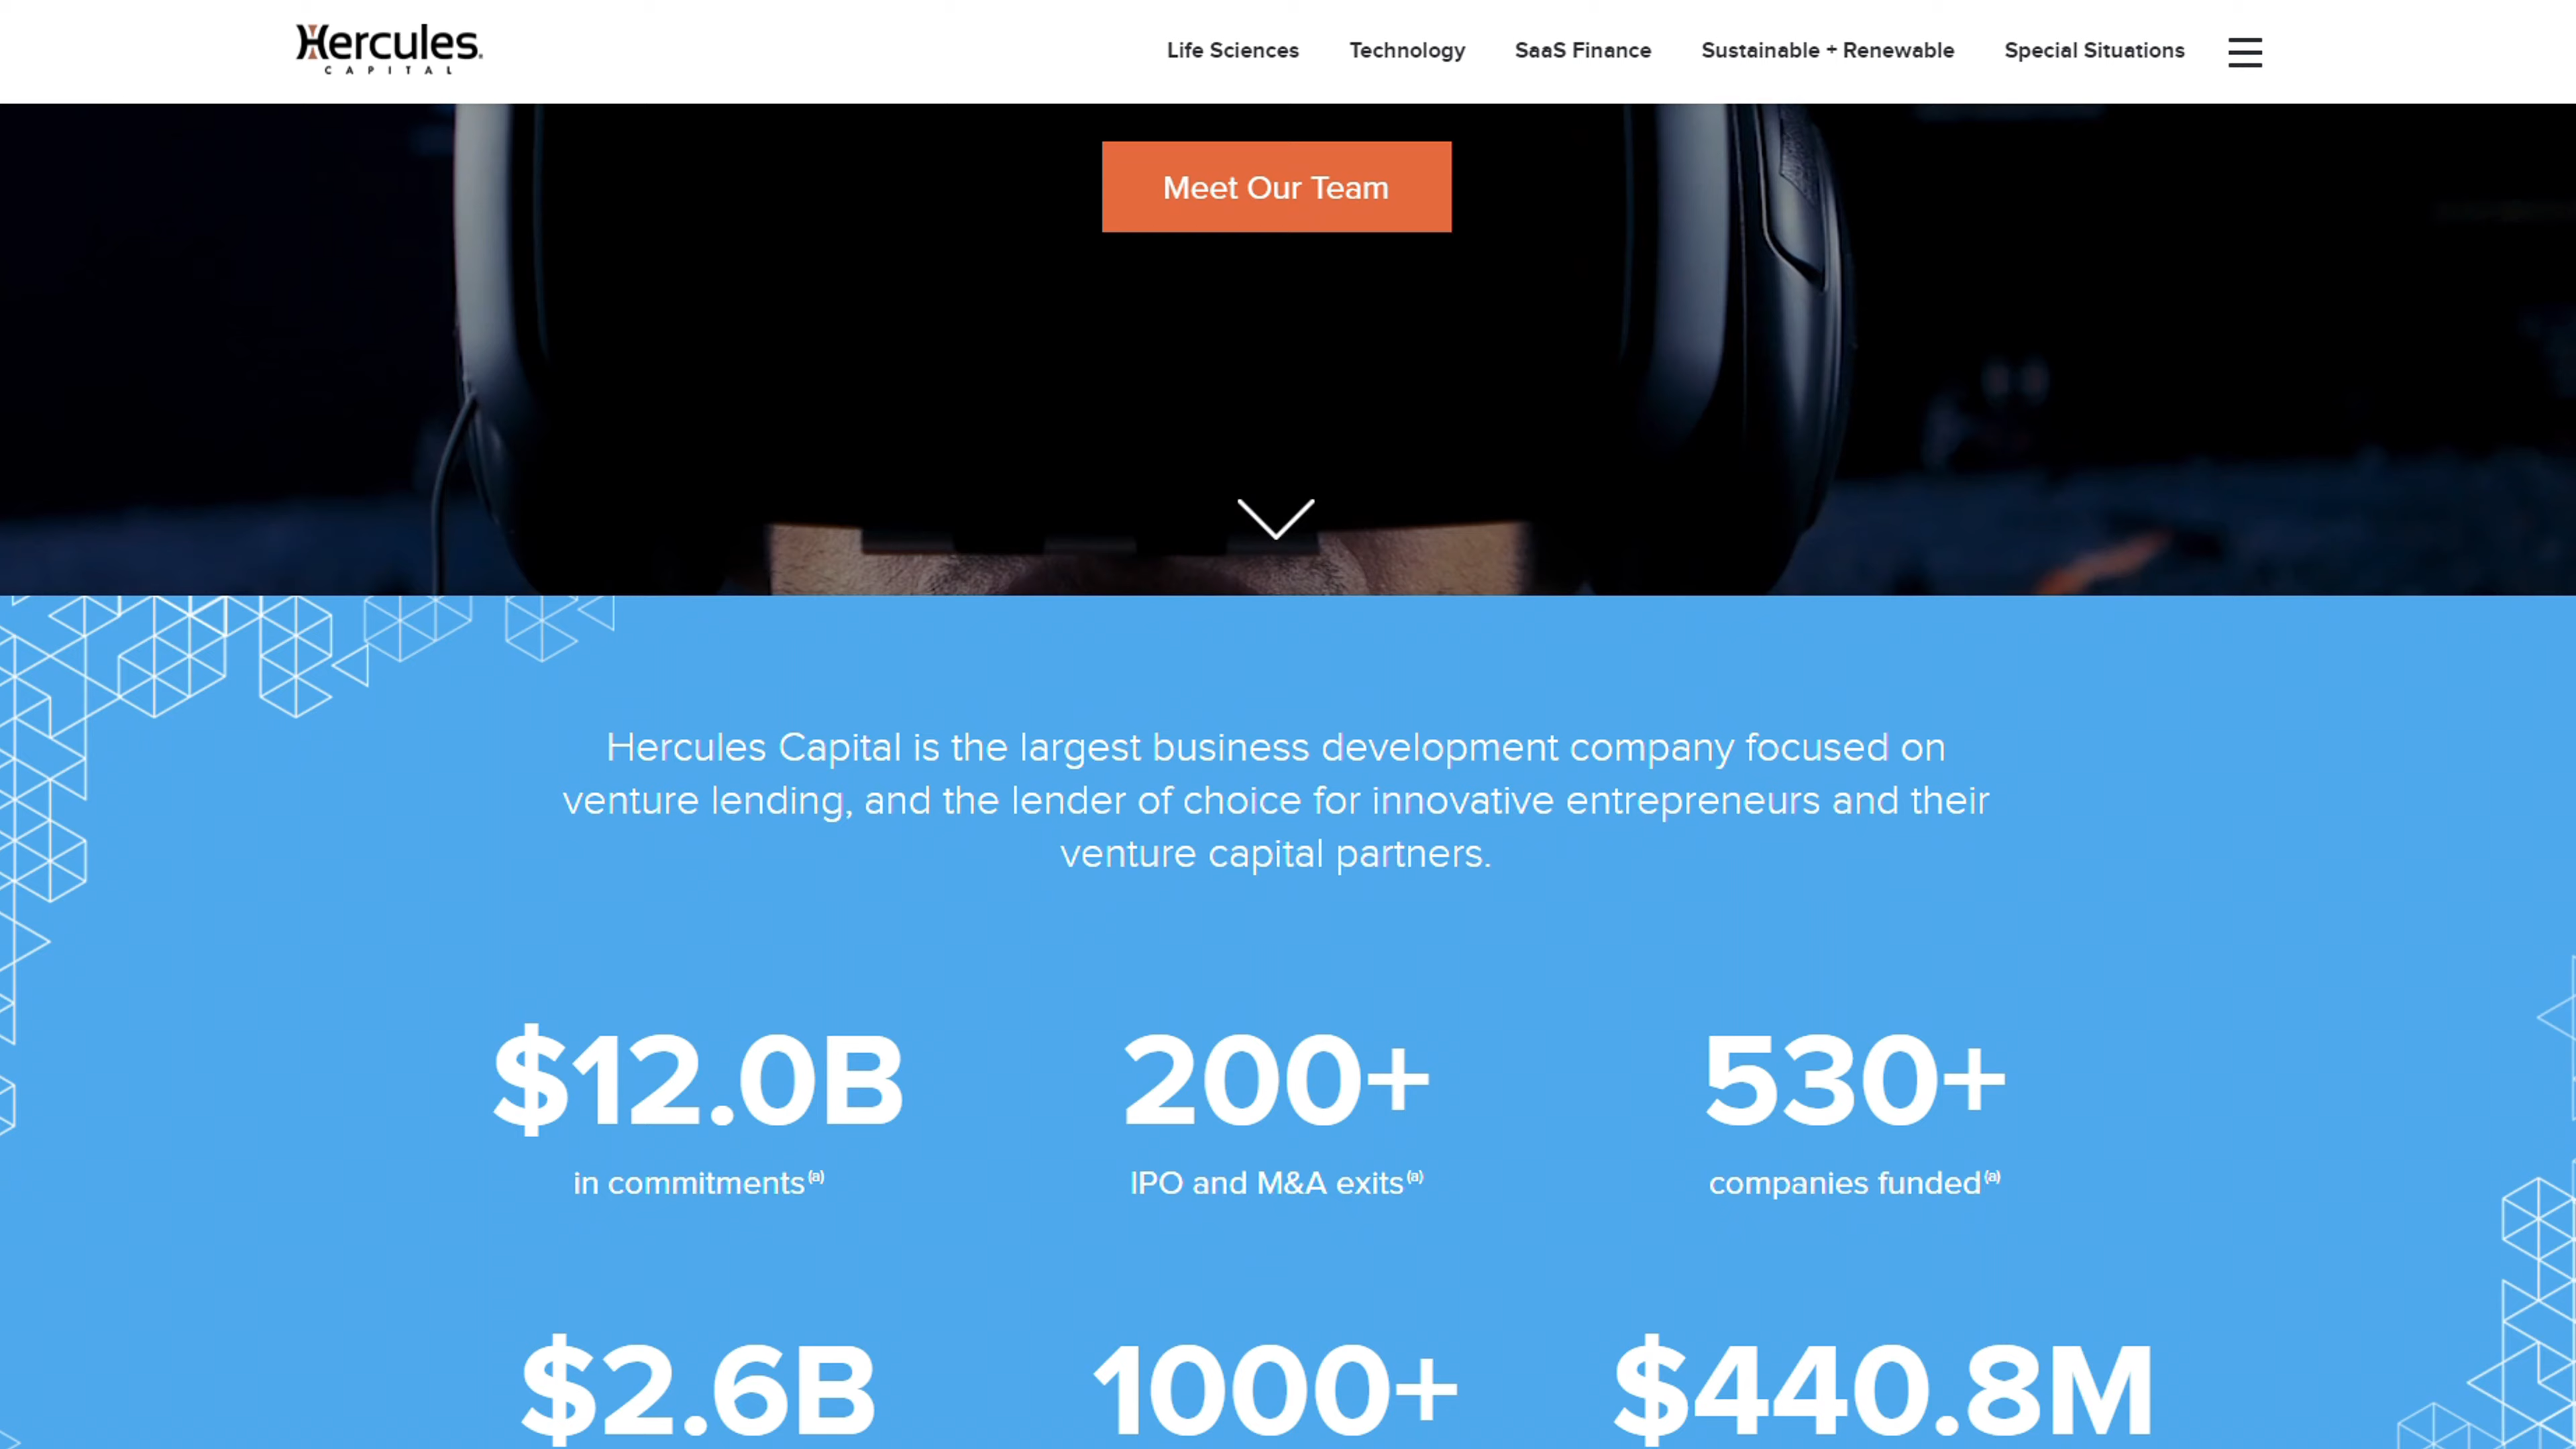 Hercules
CAPITAL
Life Sciences Technology SaaS Finance Sustainable + Renewable Special Situations
Meet Our Team
Hercules Capital is the largest business development company focused on
venture lending, and the lender of choice for innovative entrepreneurs and their
venture capital partners.
$12.0B 200+ 530+
in commitments(a) IPO and M&A exits(a) companies funded(a)
$2.6B 1000+ $440.8M